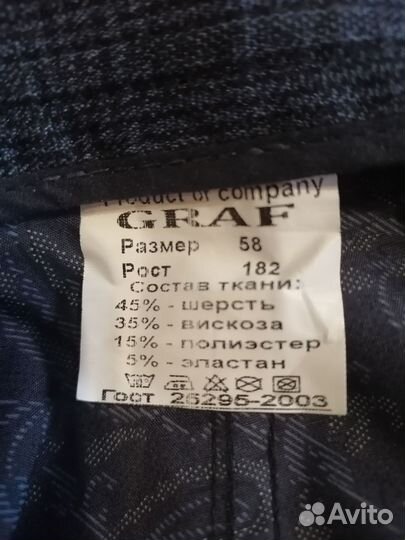 Product of company
GRAF
Размер 58
Рост 182
Состав ткани:
45% - шерсть
35% - вискоза
15% - полиэстер
5% - эластан
Гост 25295-2003
Avito